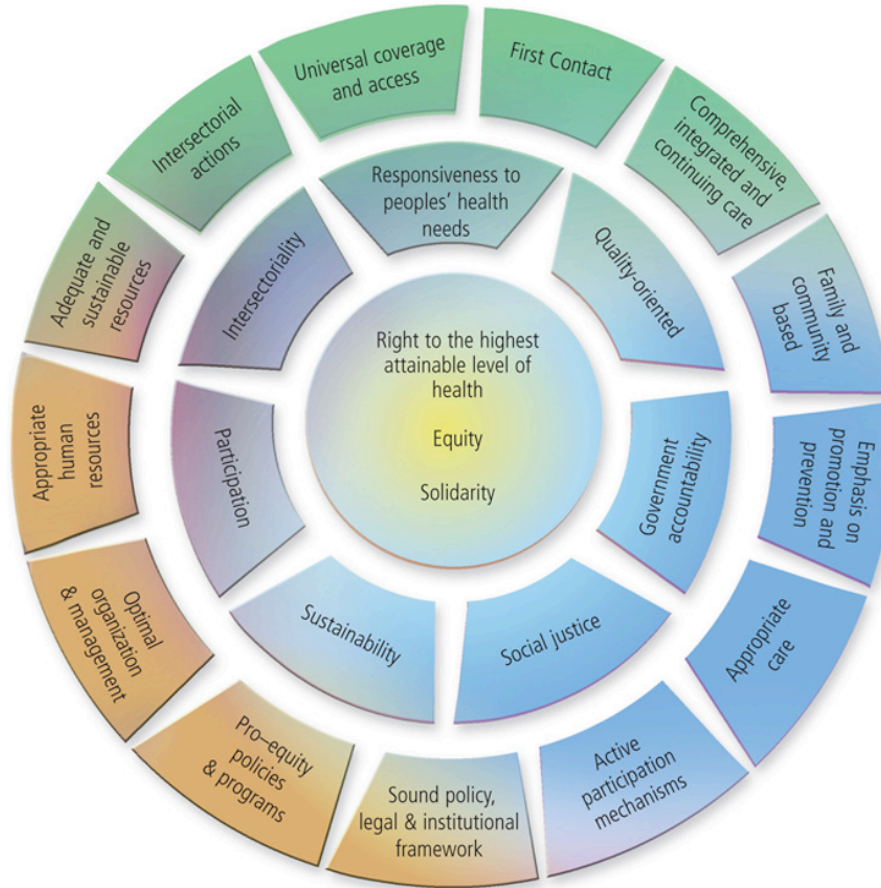 Universal coverage
and access
First Contact
Comprehensive,
integrated and
continuing care
Family and
community
based
Emphasis on
promotion and
prevention
Appropriate
care
Active
participation
mechanisms
Sound policy,
legal & institutional
framework
Pro–equity
policies
& programs
Optimal
organization
& management
Appropriate
human
resources
Adequate and
sustainable
resources
Intersectorial
actions
Responsiveness to
peoples’ health
needs
Quality-oriented
Government
accountability
Social justice
Sustainability
Participation
Intersectoriality
Right to the highest
attainable level of
health
Equity
Solidarity